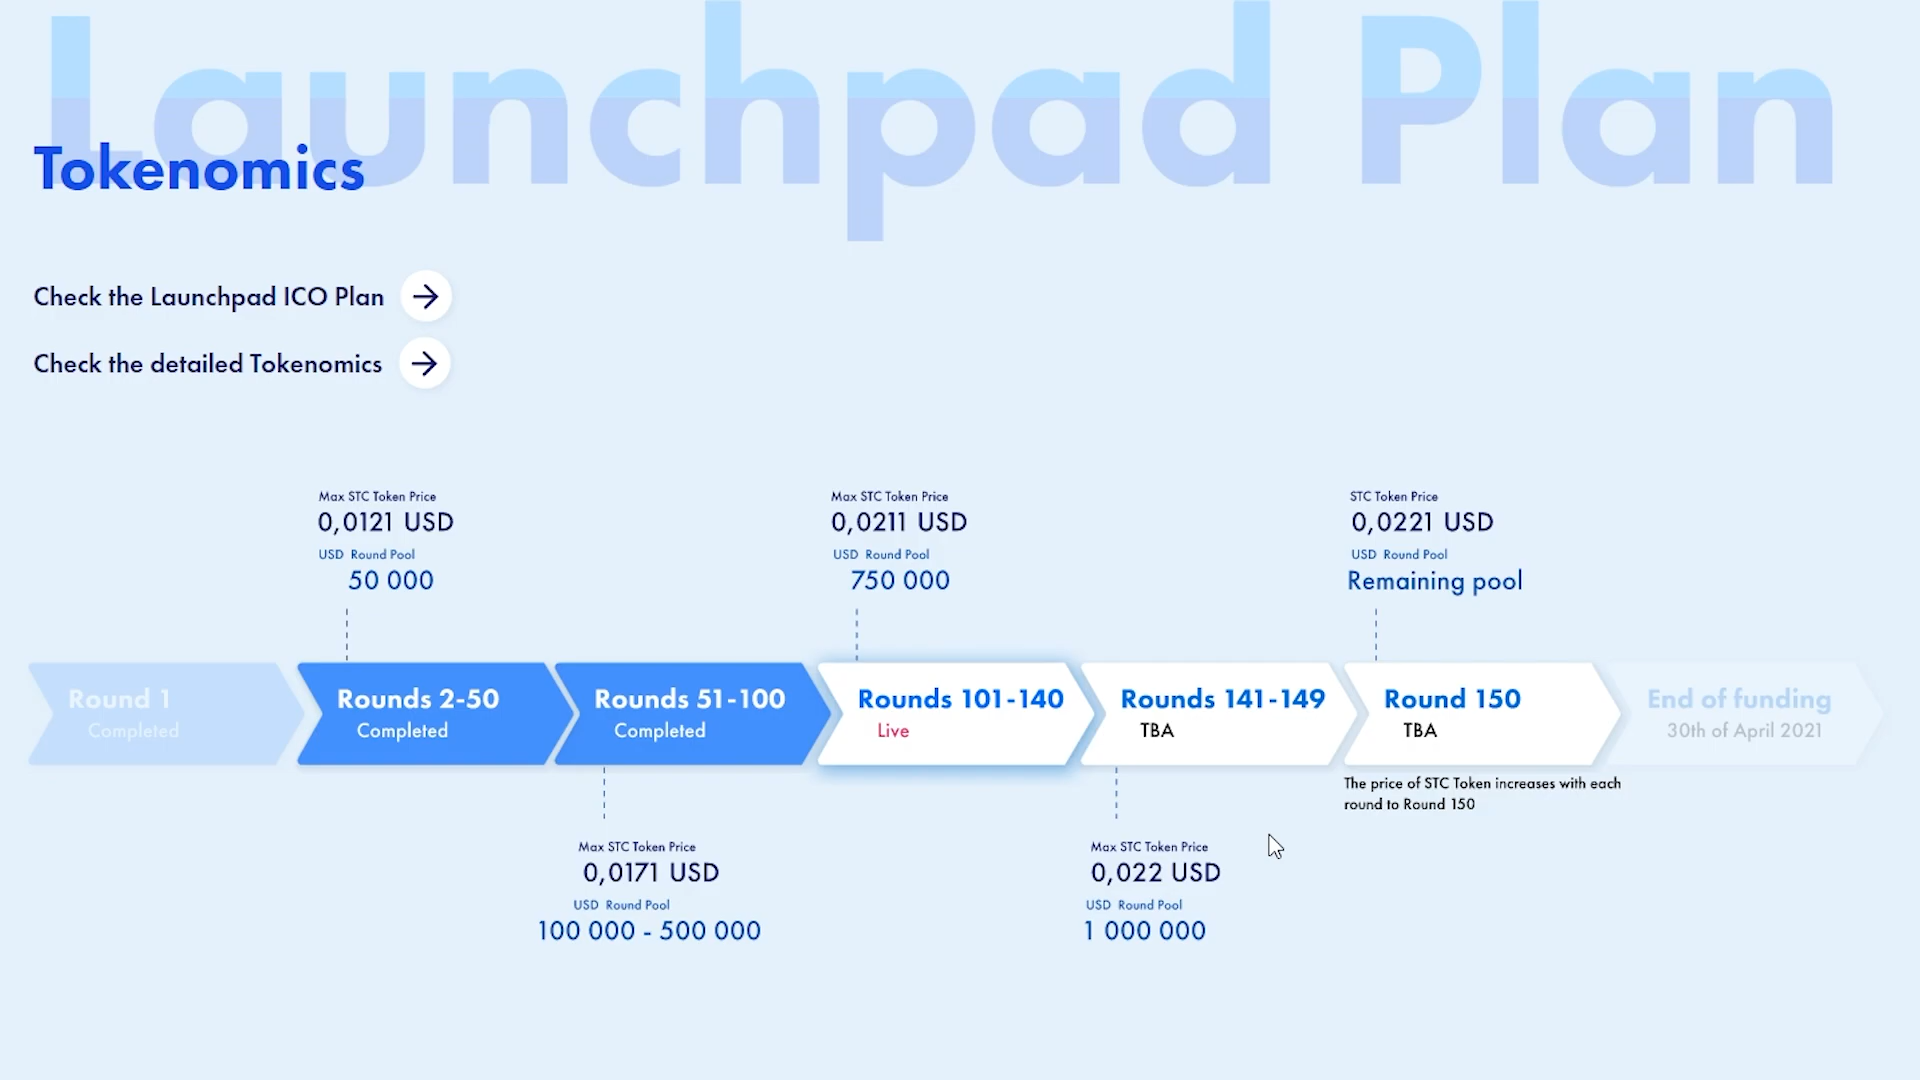 Launchpad Plan
Tokenomics
Check the Launchpad ICO Plan
Check the detailed Tokenomics
Max STC Token Price
0,0121 USD
USD Round Pool
50 000
Max STC Token Price
0,0211 USD
USD Round Pool
750 000
STC Token Price
0,0221 USD
USD Round Pool
Remaining pool
Round 1
Completed
Rounds 2-50
Completed
Rounds 51-100
Completed
Rounds 101-140
Live
Rounds 141-149
TBA
Round 150
TBA
End of funding
30th of April 2021
The price of STC Token increases with each
round to Round 150
Max STC Token Price
0,0171 USD
USD Round Pool
100 000 - 500 000
Max STC Token Price
0,022 USD
USD Round Pool
1 000 000